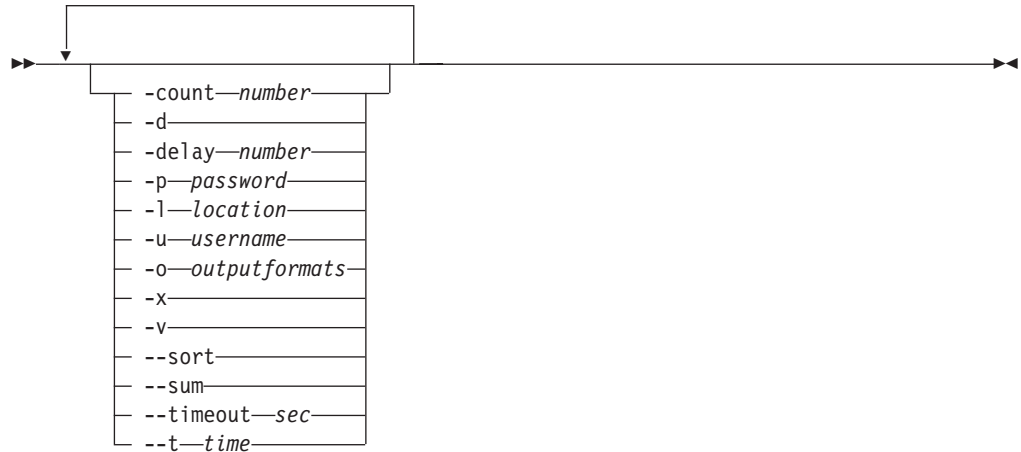 -count number
-d
-delay number
-p password
-l location
-u username
-o outputformats
-x
-v
--sort
--sum
--timeout sec
--t time